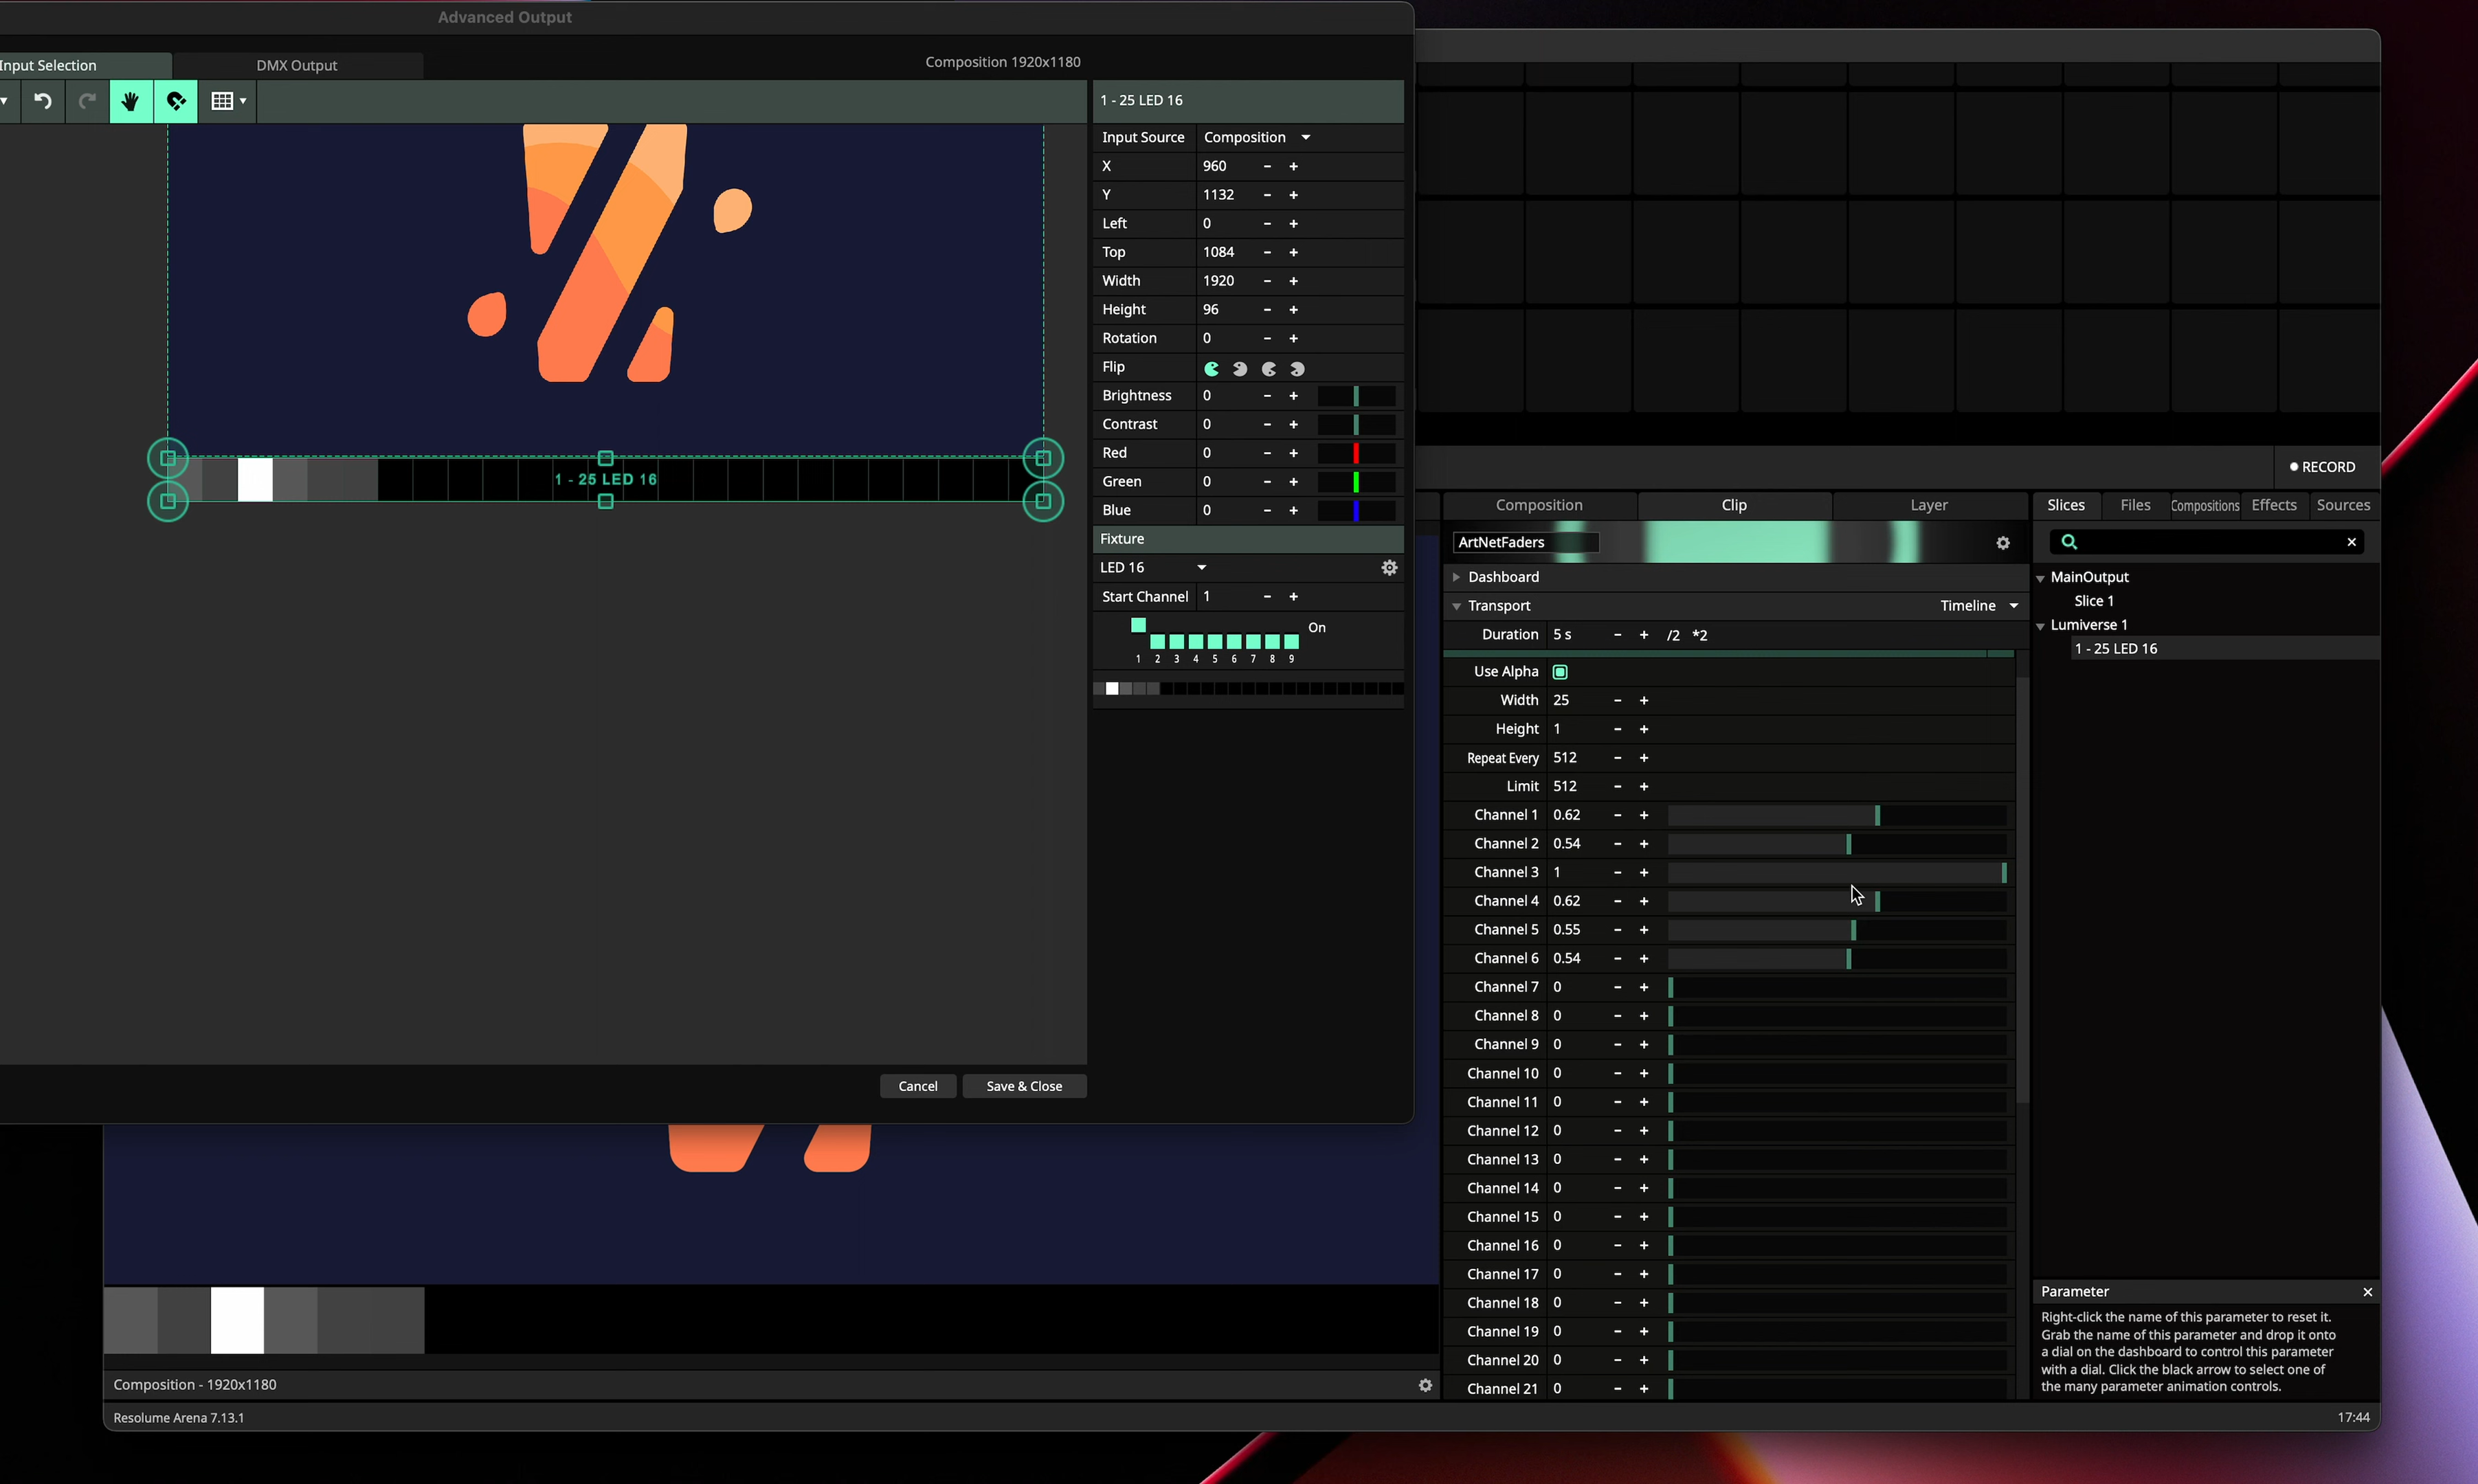 Advanced Output
Input Selection
DMX Output
Composition 1920x1180
1 - 25 LED 16
Input Source Composition
X 960 - +
Y 1132 - +
Left 0 - +
Top 1084 - +
Width 1920 - +
Height 96 - +
Rotation 0 - +
Flip
Brightness 0 - +
Contrast 0 - +
Red 0 - +
Green 0 - +
Blue 0 - +
Fixture
LED 16
Start Channel 1 - +
On
1 2 3 4 5 6 7 8 9
1 - 25 LED 16
Cancel
Save & Close
RECORD
Composition
Clip
Layer
ArtNetFaders
Dashboard
Transport Timeline
Duration 5 s - + /2 *2
Use Alpha
Width 25 - +
Height 1 - +
Repeat Every 512 - +
Limit 512 - +
Channel 1 0.62 - +
Channel 2 0.54 - +
Channel 3 1 - +
Channel 4 0.62 - +
Channel 5 0.55 - +
Channel 6 0.54 - +
Channel 7 0 - +
Channel 8 0 - +
Channel 9 0 - +
Channel 10 0 - +
Channel 11 0 - +
Channel 12 0 - +
Channel 13 0 - +
Channel 14 0 - +
Channel 15 0 - +
Channel 16 0 - +
Channel 17 0 - +
Channel 18 0 - +
Channel 19 0 - +
Channel 20 0 - +
Channel 21 0 - +
Slices Files Compositions Effects Sources
MainOutput
Slice 1
Lumiverse 1
1 - 25 LED 16
Parameter
Right-click the name of this parameter to reset it.
Grab the name of this parameter and drop it onto
a dial on the dashboard to control this parameter
with a dial. Click the black arrow to select one of
the many parameter animation controls.
Composition - 1920x1180
Resolume Arena 7.13.1
17:44